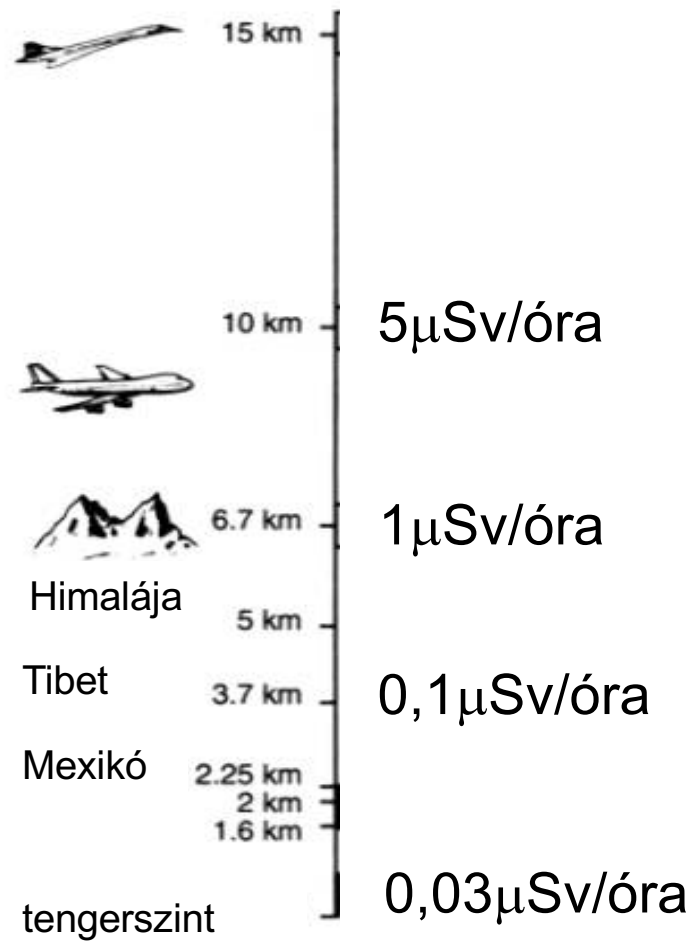 15 km
10 km 5μSv/óra
6.7 km 1μSv/óra
Himalája
5 km
Tibet
3.7 km 0,1μSv/óra
Mexikó
2.25 km
2 km
1.6 km
0,03μSv/óra
tengerszint